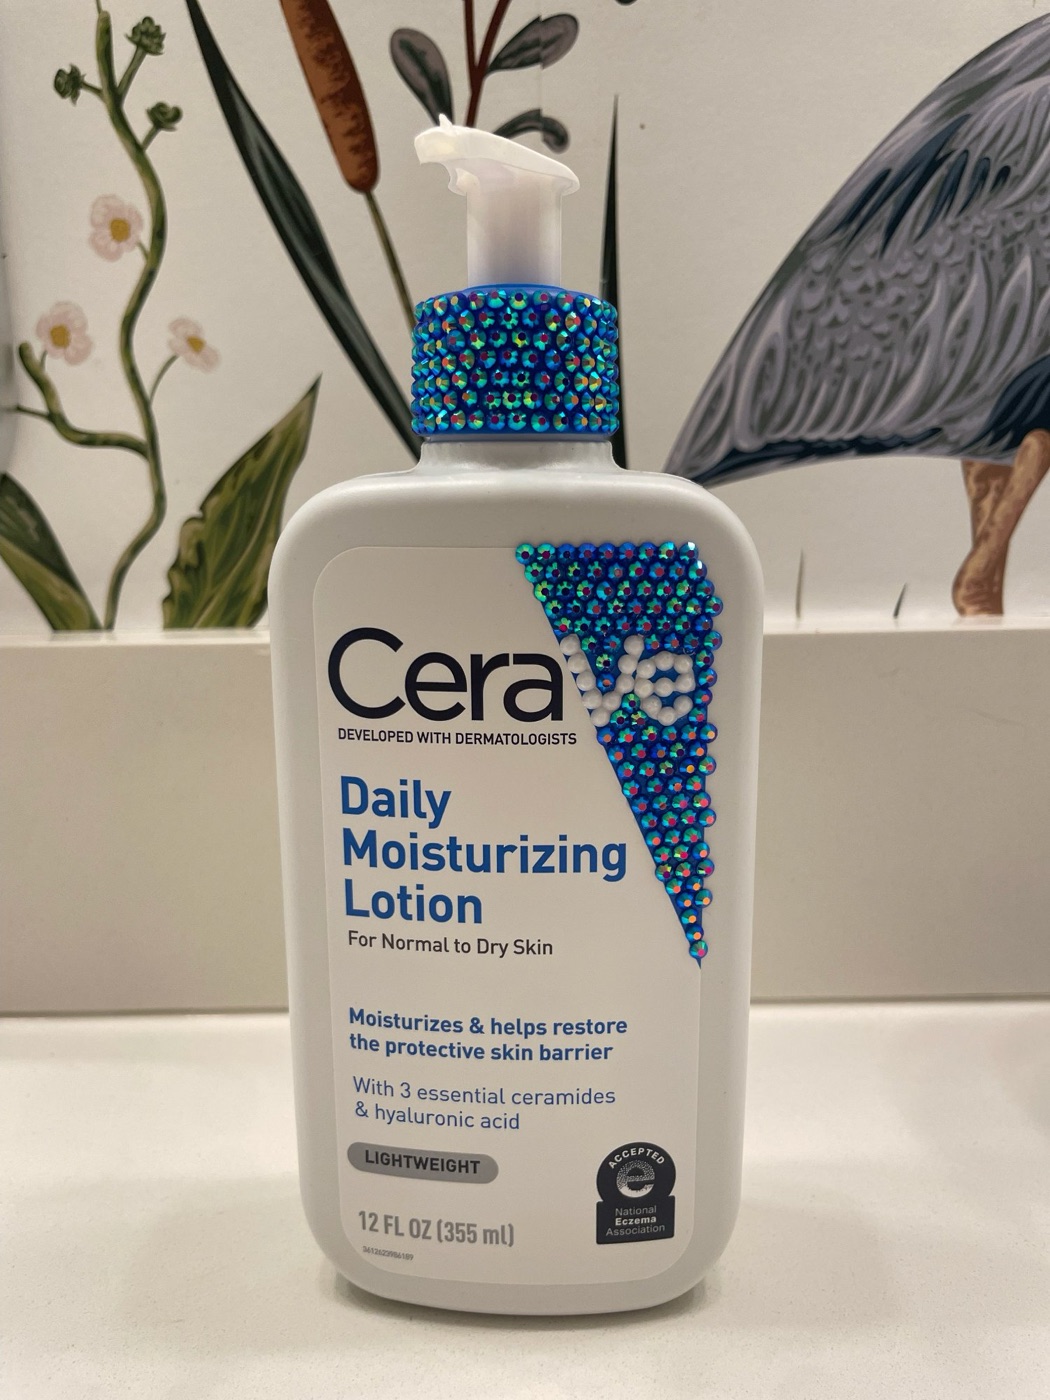 CeraVe
DEVELOPED WITH DERMATOLOGISTS
Daily
Moisturizing
Lotion
For Normal to Dry Skin
Moisturizes & helps restore
the protective skin barrier
With 3 essential ceramides
& hyaluronic acid
LIGHTWEIGHT
12 FL OZ (355 ml)
ACCEPTED
National
Eczema
Association